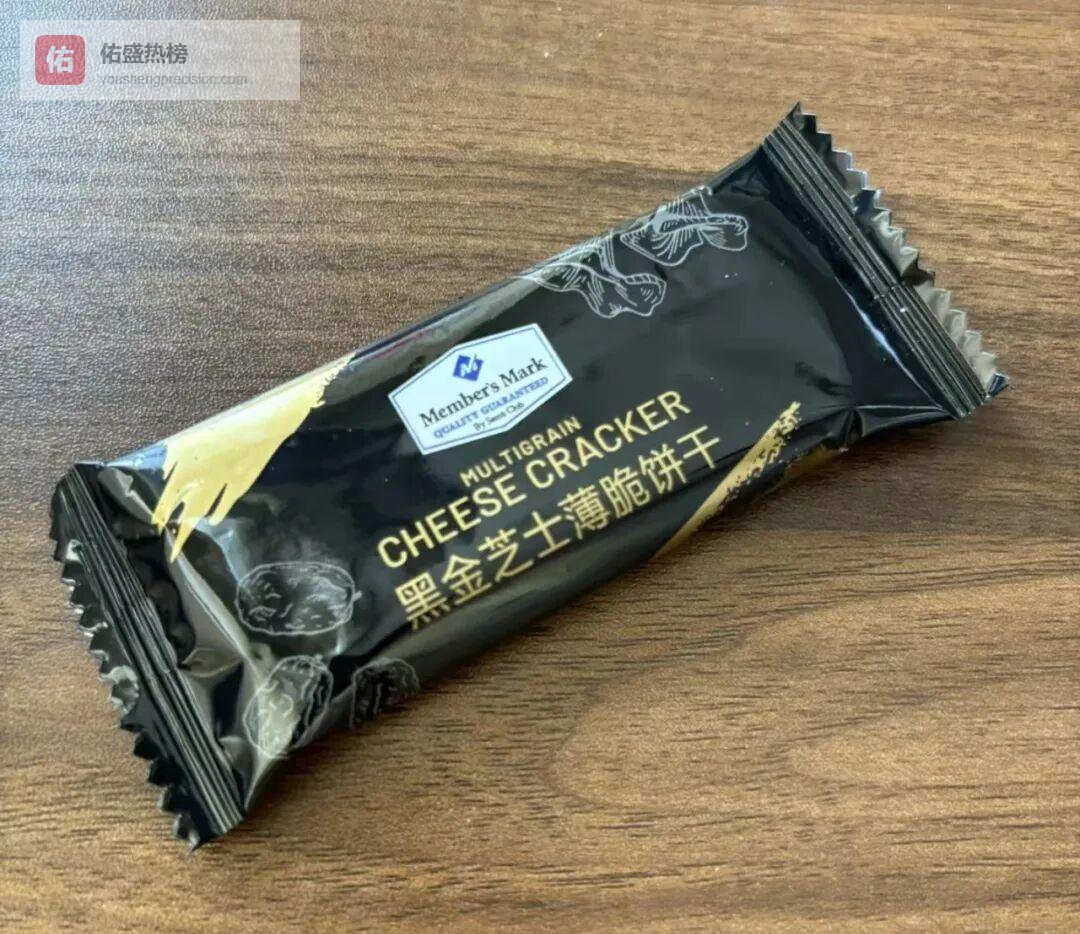 佑
佑盛热榜
youshengprecision.com
Member's Mark
QUALITY GUARANTEED
By Sam's Club
MULTIGRAIN
CHEESE CRACKER
黑金芝士薄脆饼干